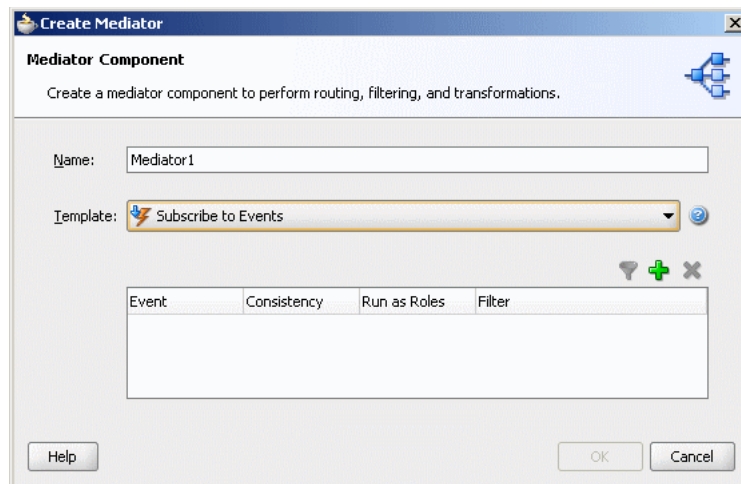 Create Mediator
Mediator Component
Create a mediator component to perform routing, filtering, and transformations.
Name: Mediator1
Template: Subscribe to Events
Event Consistency Run as Roles Filter
Help OK Cancel